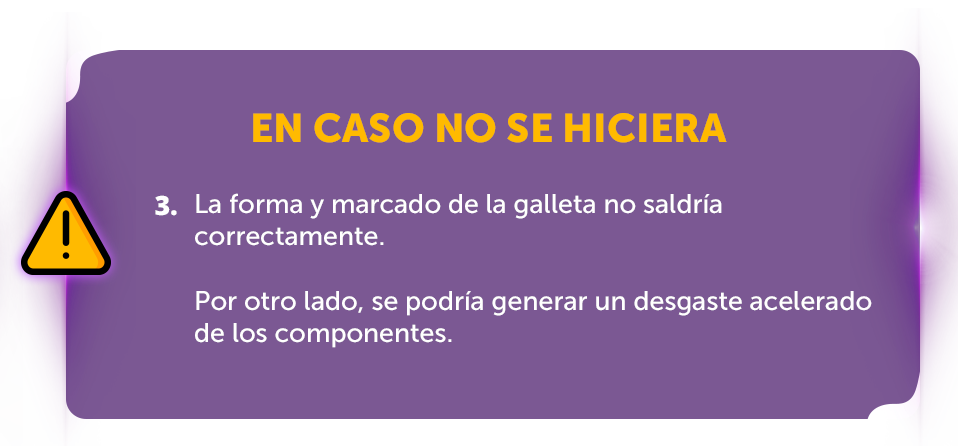 EN CASO NO SE HICIERA
3. La forma y marcado de la galleta no saldría
correctamente.
Por otro lado, se podría generar un desgaste acelerado
de los componentes.